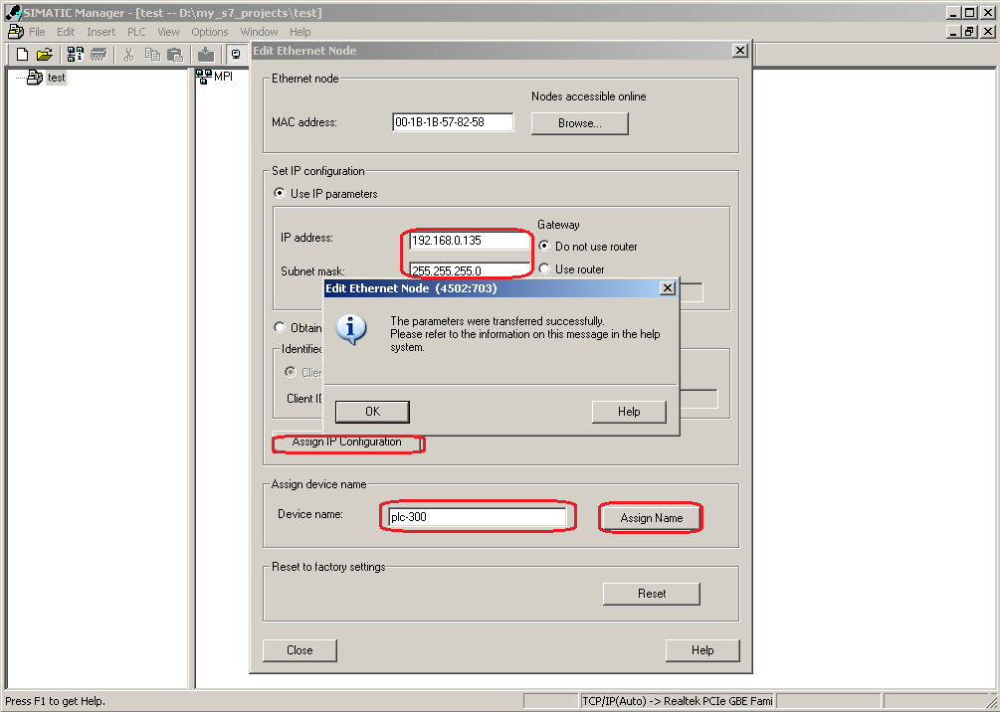 SIMATIC Manager - [test -- D:\my_s7_projects\test]
File Edit Insert PLC View Options Window Help
test
MPI
Edit Ethernet Node
Ethernet node
Nodes accessible online
MAC address:
00-1B-1B-57-82-58
Browse...
Set IP configuration
Use IP parameters
IP address:
192.168.0.135
Subnet mask:
255.255.255.0
Gateway
Do not use router
Use router
Edit Ethernet Node (4502:703)
The parameters were transferred successfully.
Please refer to the information on this message in the help
system.
OK
Help
Obtain
Identified
Clie
Client ID
Assign IP Configuration
Assign device name
Device name:
plc-300
Assign Name
Reset to factory settings
Reset
Close
Help
Press F1 to get Help.
TCP/IP(Auto) -> Realtek PCIe GBE Fami